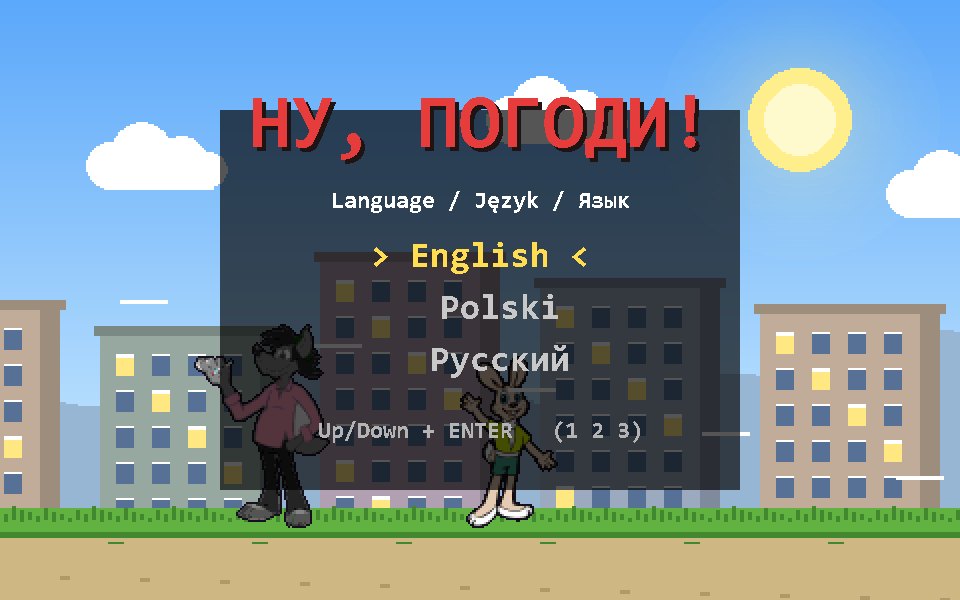 НУ, ПОГОДИ!
Language / Język / Язык
> English <
Polski
Русский
Up/Down + ENTER (1 2 3)